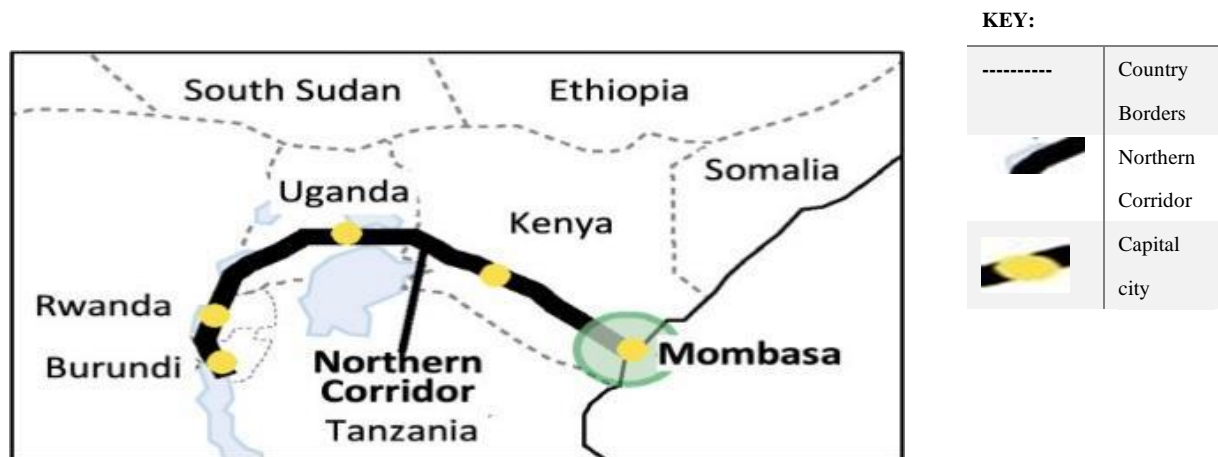 KEY:
---------- Country
Borders
Northern
Corridor
Capital
city
South Sudan
Ethiopia
Somalia
Uganda
Kenya
Rwanda
Burundi
Northern
Corridor
Mombasa
Tanzania